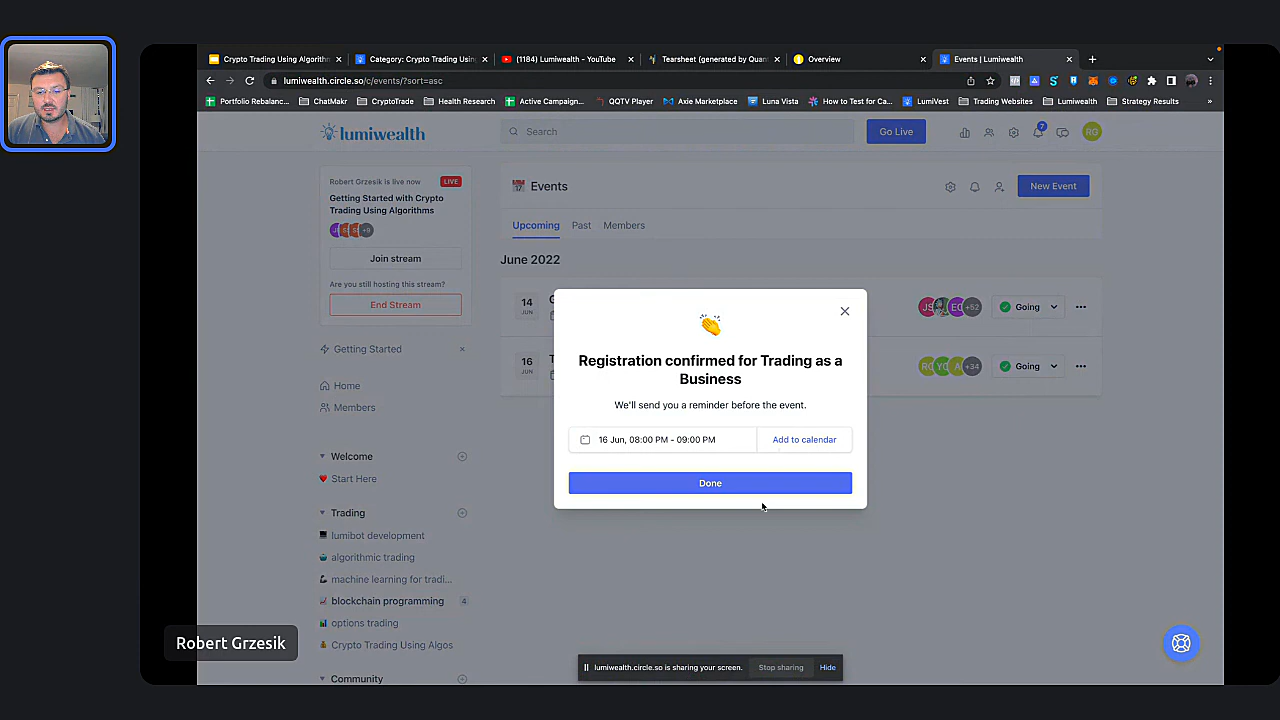 Crypto Trading Using Algorithm
Category: Crypto Trading Usin
(1184) Lumiwealth - YouTube
Tearsheet (generated by Quan
Overview
Events | Lumiwealth
lumiwealth.circle.so/c/events/?sort=asc
Portfolio Rebalanc...
ChatMakr
CryptoTrade
Health Research
Active Campaign...
QQTV Player
Axie Marketplace
Luna Vista
How to Test for Ca...
LumiVest
Trading Websites
Lumiwealth
Strategy Results
»
lumiwealth
Search
Go Live
7
RG
Robert Grzesik is live now
LIVE
Getting Started with Crypto
Trading Using Algorithms
+9
Join stream
Are you still hosting this stream?
End Stream
Getting Started
Home
Members
Welcome
Start Here
Trading
lumibot development
algorithmic trading
machine learning for tradi...
blockchain programming
4
options trading
Crypto Trading Using Algos
Community
Events
New Event
Upcoming
Past
Members
June 2022
14
JUN
+52
Going
16
JUN
+34
Going
Registration confirmed for Trading as a
Business
We'll send you a reminder before the event.
16 Jun, 08:00 PM - 09:00 PM
Add to calendar
Done
Robert Grzesik
lumiwealth.circle.so is sharing your screen.
Stop sharing
Hide